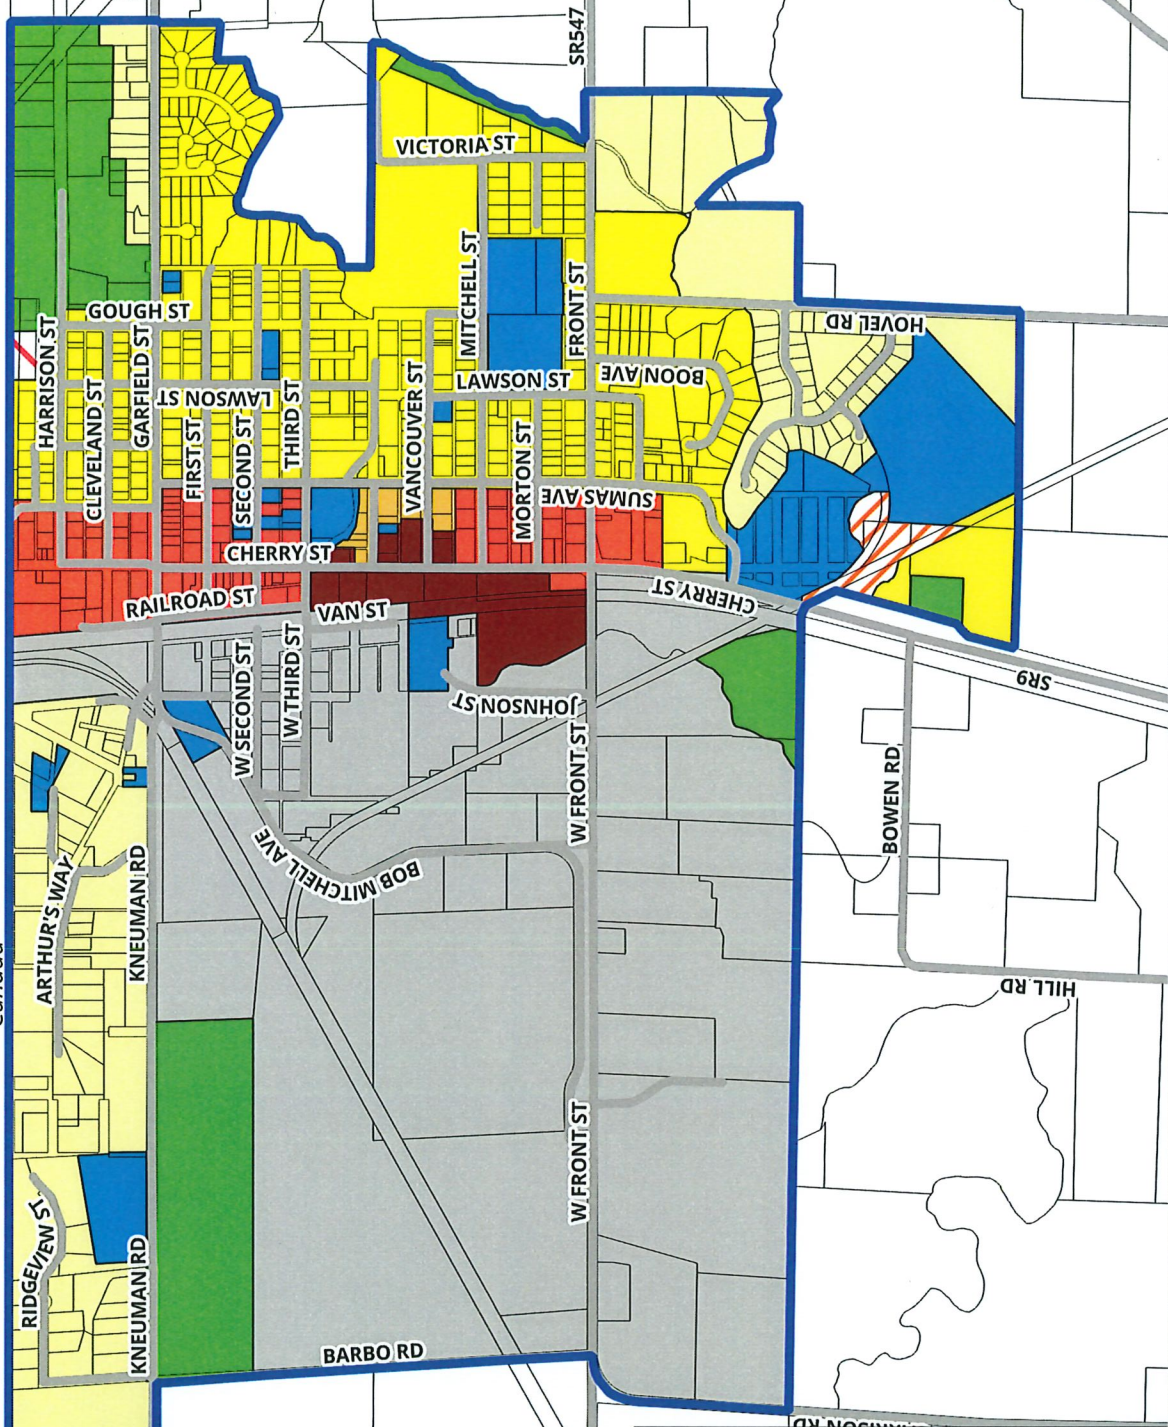 SR547
VICTORIA ST
MITCHELL ST
FRONT ST
GOUGH ST
HOVEL RD
HARRISON ST
GARFIELD ST
LAWSON ST
BOON AVE
CLEVELAND ST
LAWSON ST
THIRD ST
VANCOUVER ST
FIRST ST
SECOND ST
MORTON ST
SUMAS AVE
CHERRY ST
CHERRY ST
RAILROAD ST
VAN ST
SR9
W SECOND ST
W THIRD ST
JOHNSON ST
W FRONT ST
BOWEN RD
BOB MITCHELL AVE
ARTHUR'S WAY
KNEUMAN RD
HILL RD
W FRONT ST
RIDGEVIEW ST
KNEUMAN RD
BARBO RD